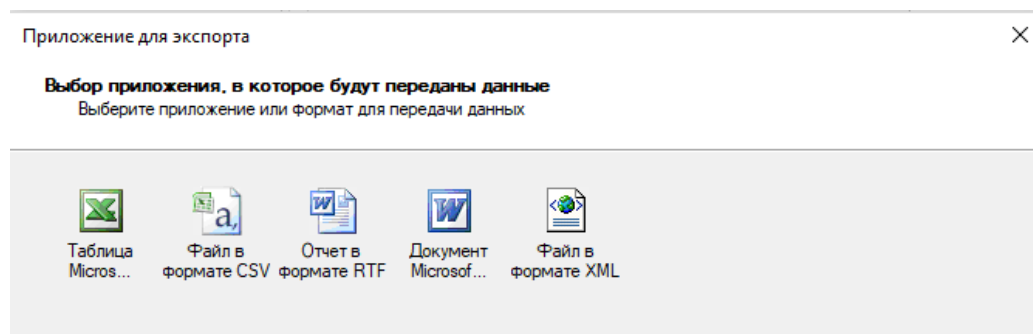 Приложение для экспорта
Выбор приложения, в которое будут переданы данные
Выберите приложение или формат для передачи данных
Таблица Micros...
Файл в формате CSV
Отчет в формате RTF
Документ Microsof...
Файл в формате XML